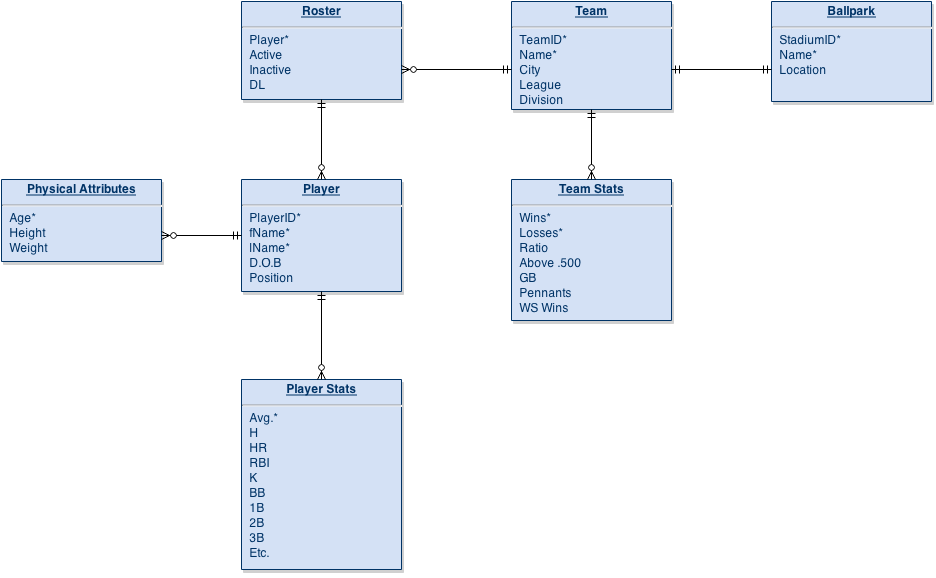 Roster
Player*
Active
Inactive
DL
Team
TeamID*
Name*
City
League
Division
Ballpark
StadiumID*
Name*
Location
Physical Attributes
Age*
Height
Weight
Player
PlayerID*
fName*
lName*
D.O.B
Position
Team Stats
Wins*
Losses*
Ratio
Above .500
GB
Pennants
WS Wins
Player Stats
Avg.*
H
HR
RBI
K
BB
1B
2B
3B
Etc.